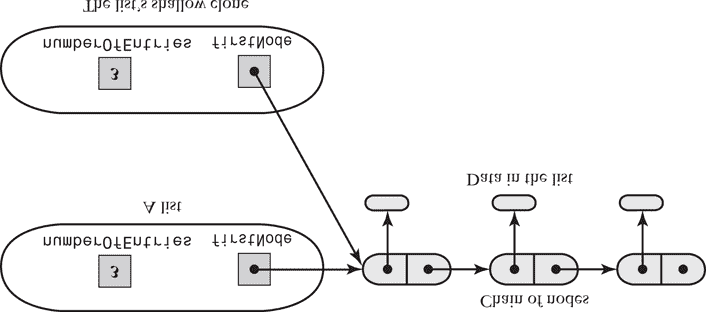 The list's shallow clone
numberOfEntries firstNode
3
Data in the list
A list
numberOfEntries firstNode
3
Chain of nodes